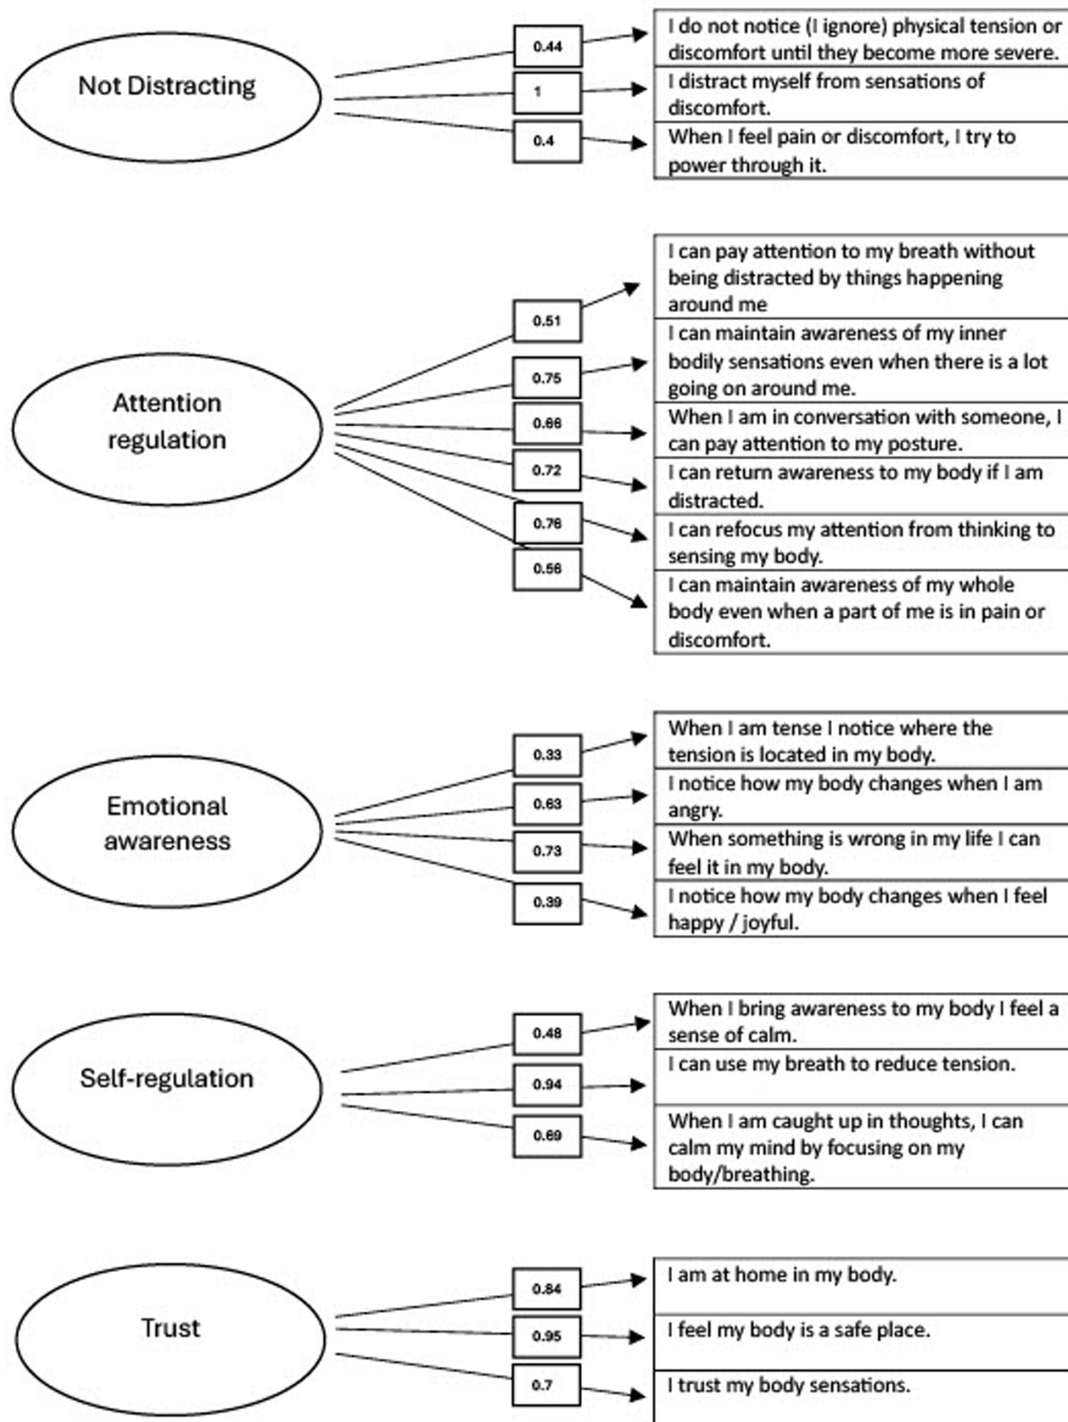 Not Distracting
0.44
1
0.4
I do not notice (I ignore) physical tension or
discomfort until they become more severe.
I distract myself from sensations of
discomfort.
When I feel pain or discomfort, I try to
power through it.
Attention
regulation
0.51
0.75
0.66
0.72
0.76
0.56
I can pay attention to my breath without
being distracted by things happening
around me
I can maintain awareness of my inner
bodily sensations even when there is a lot
going on around me.
When I am in conversation with someone, I
can pay attention to my posture.
I can return awareness to my body if I am
distracted.
I can refocus my attention from thinking to
sensing my body.
I can maintain awareness of my whole
body even when a part of me is in pain or
discomfort.
Emotional
awareness
0.33
0.63
0.73
0.39
When I am tense I notice where the
tension is located in my body.
I notice how my body changes when I am
angry.
When something is wrong in my life I can
feel it in my body.
I notice how my body changes when I feel
happy / joyful.
Self-regulation
0.48
0.94
0.69
When I bring awareness to my body I feel a
sense of calm.
I can use my breath to reduce tension.
When I am caught up in thoughts, I can
calm my mind by focusing on my
body/breathing.
Trust
0.84
0.95
0.7
I am at home in my body.
I feel my body is a safe place.
I trust my body sensations.